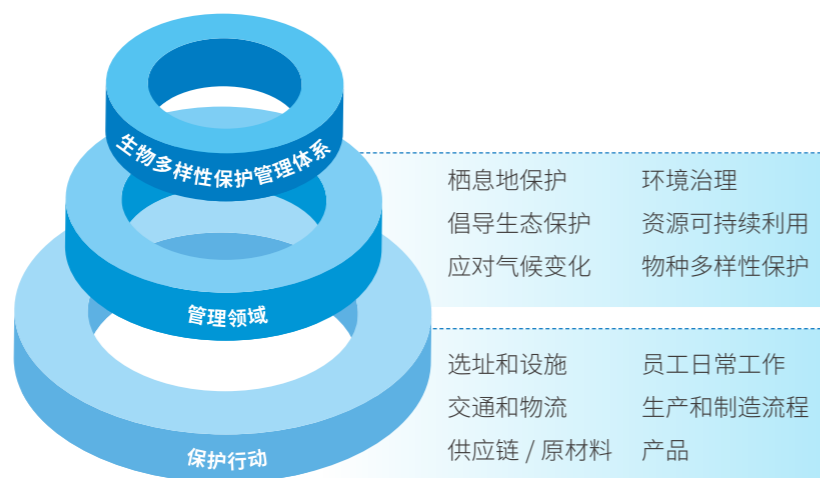 生物多样性保护管理体系
栖息地保护 环境治理
倡导生态保护 资源可持续利用
应对气候变化 物种多样性保护
管理领域
选址和设施 员工日常工作
交通和物流 生产和制造流程
供应链 / 原材料 产品
保护行动